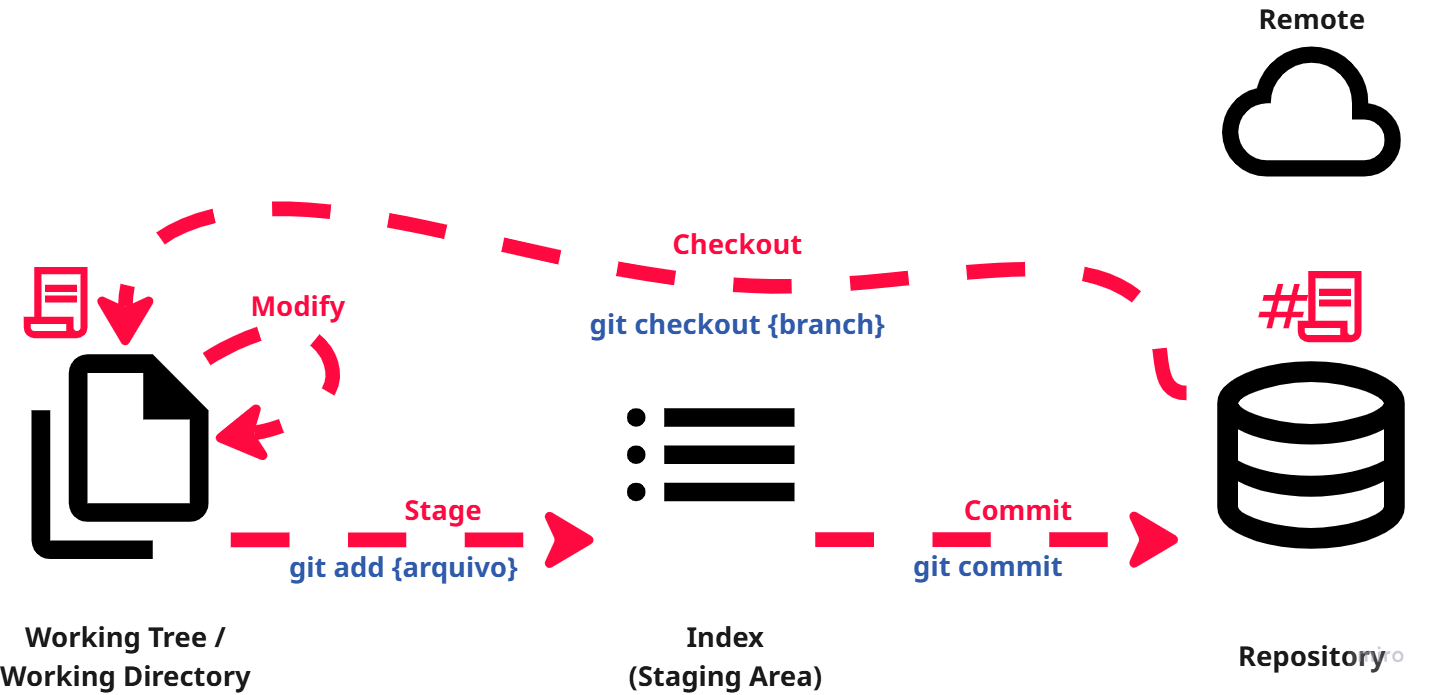 Remote
Checkout
Modify
git checkout {branch}
#
Stage
Commit
git add {arquivo}
git commit
Working Tree /
Working Directory
Index
(Staging Area)
Repository
miro